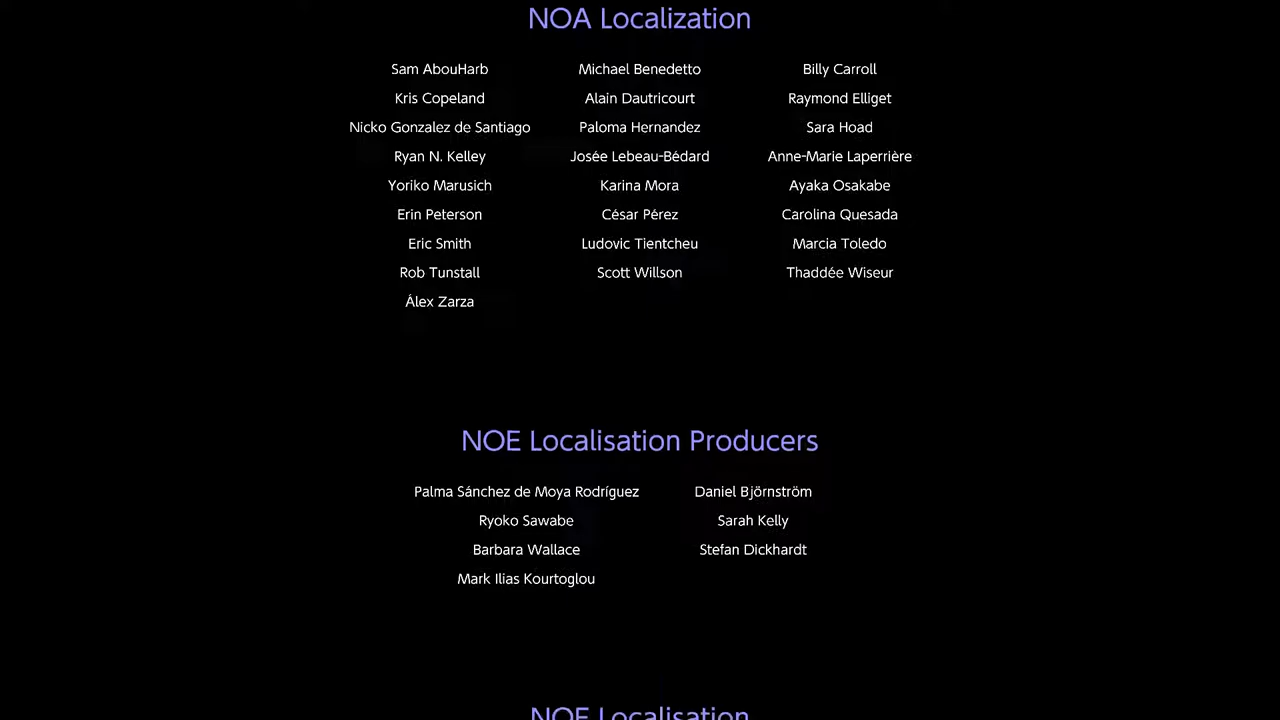 NOA Localization
Sam AbouHarb Michael Benedetto Billy Carroll
Kris Copeland Alain Dautricourt Raymond Elliget
Nicko Gonzalez de Santiago Paloma Hernandez Sara Hoad
Ryan N. Kelley Josée Lebeau-Bédard Anne-Marie Laperrière
Yoriko Marusich Karina Mora Ayaka Osakabe
Erin Peterson César Pérez Carolina Quesada
Eric Smith Ludovic Tientcheu Marcia Toledo
Rob Tunstall Scott Willson Thaddée Wiseur
Álex Zarza
NOE Localisation Producers
Palma Sánchez de Moya Rodríguez Daniel Björnström
Ryoko Sawabe Sarah Kelly
Barbara Wallace Stefan Dickhardt
Mark Ilias Kourtoglou
NOE Localisation